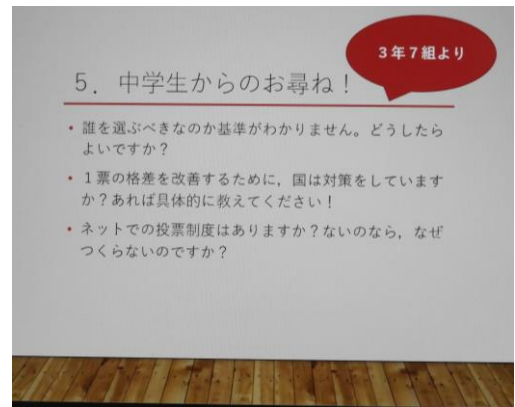 3年7組より
5．中学生からのお尋ね！
• 誰を選ぶべきなのか基準がわかりません。どうしたら
よいですか？
• １票の格差を改善するために，国は対策をしています
か？あれば具体的に教えてください！
• ネットでの投票制度はありますか？ないのなら，なぜ
つくらないのですか？